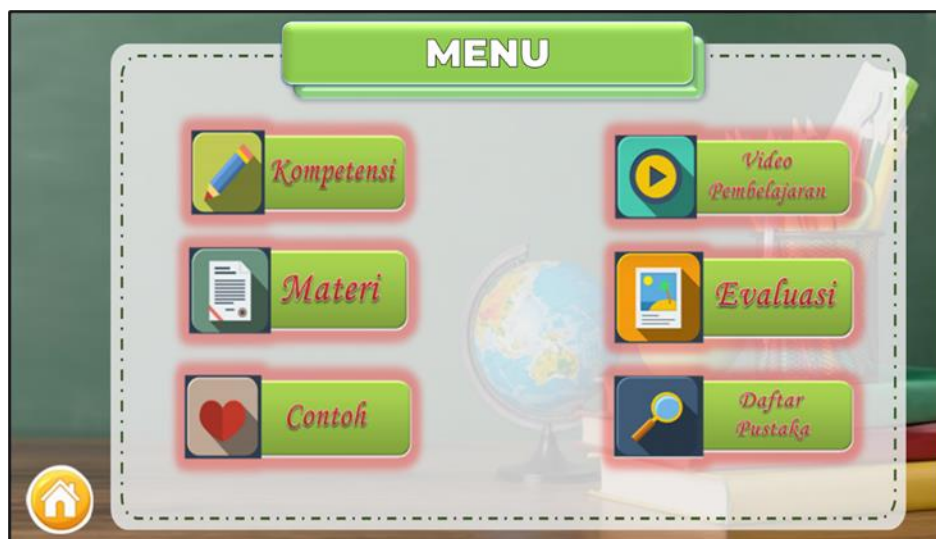 MENU
Kompetensi
Materi
Contoh
Video
Pembelajaran
Evaluasi
Daftar
Pustaka